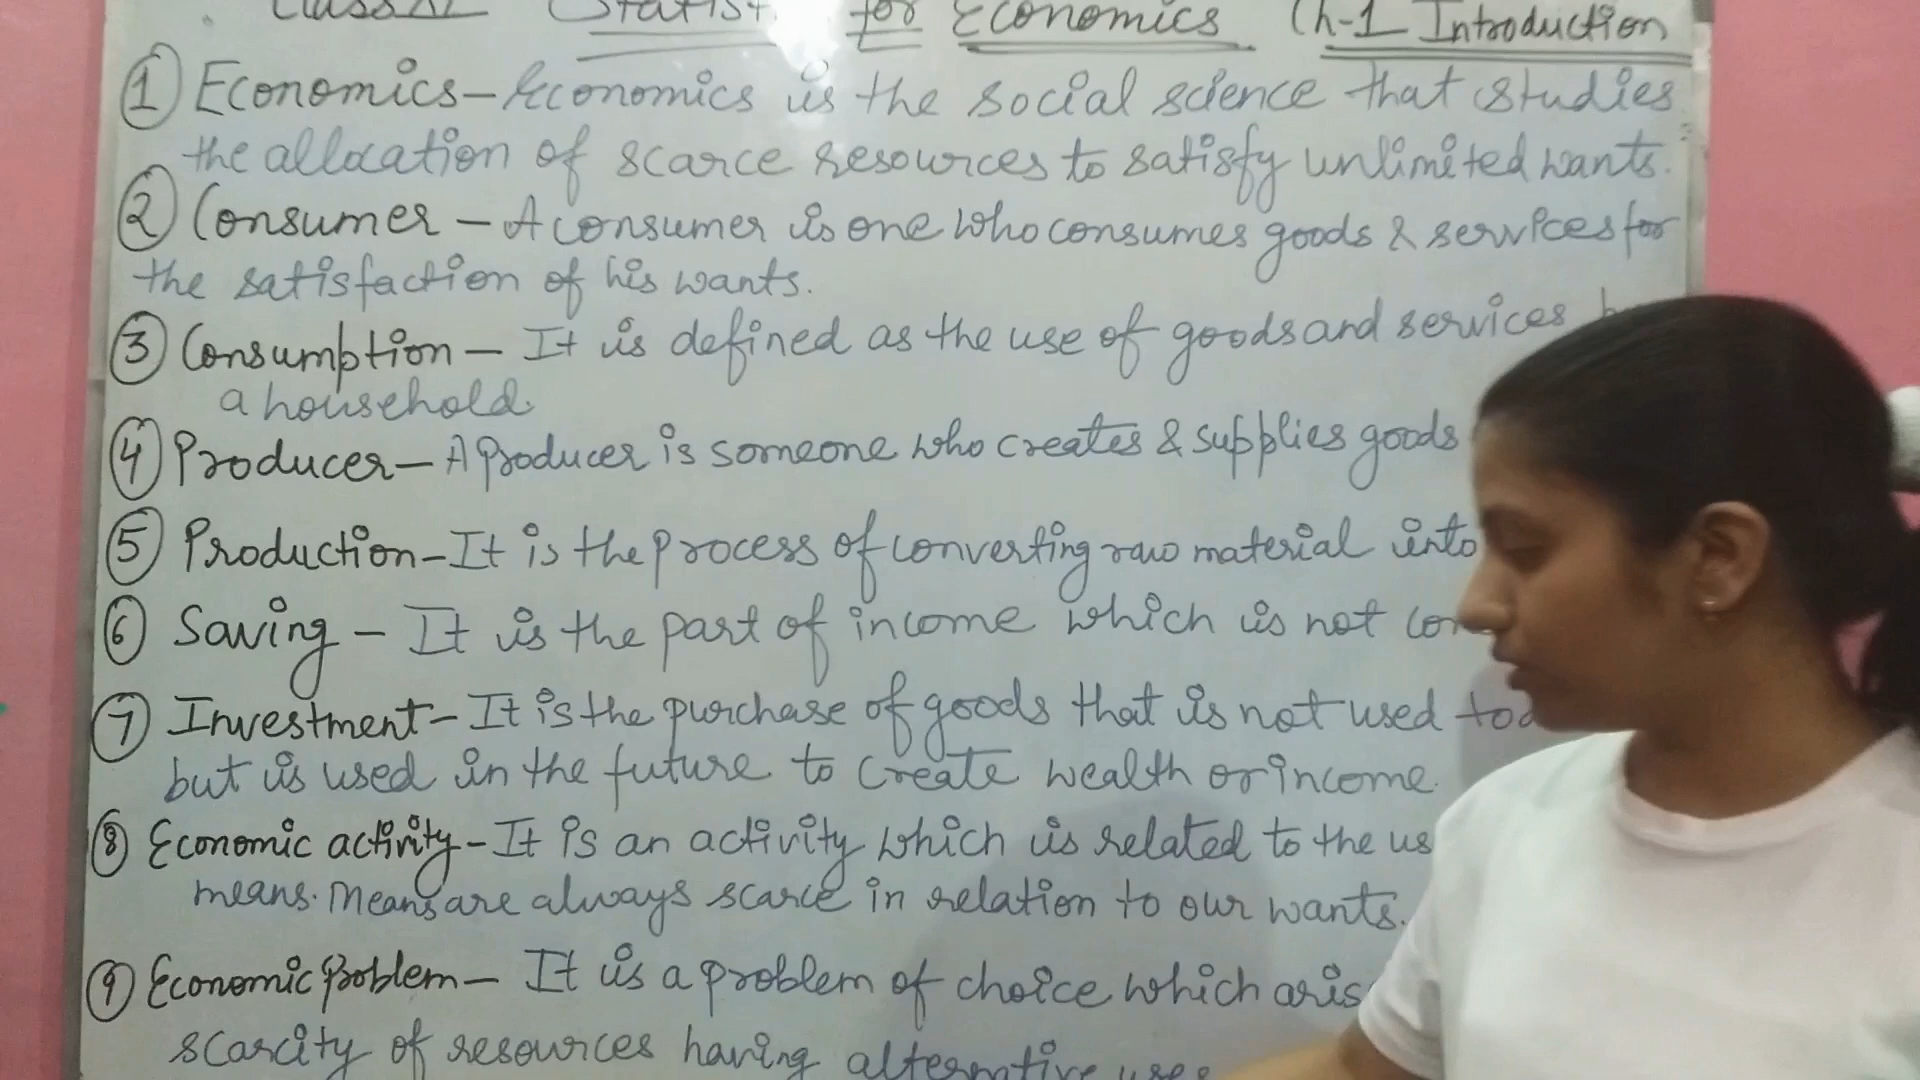 Class XI Statist for Economics Ch-1 Introduction
① Economics – Economics is the social science that studies
the allocation of scarce resources to satisfy unlimited wants.
② Consumer – A consumer is one who consumes goods & services for
the satisfaction of his wants.
③ Consumption – It is defined as the use of goods and services
a household.
④ Producer – A Producer is someone who creates & supplies goods
⑤ Production – It is the process of converting raw material into
⑥ Saving – It is the part of income which is not
⑦ Investment – It is the purchase of goods that is not used
but is used in the future to create wealth or income.
⑧ Economic activity – It is an activity which is related to the
means. Means are always scarce in relation to our wants.
⑨ Economic Problem – It is a problem of choice which
scarcity of resources having alternative uses